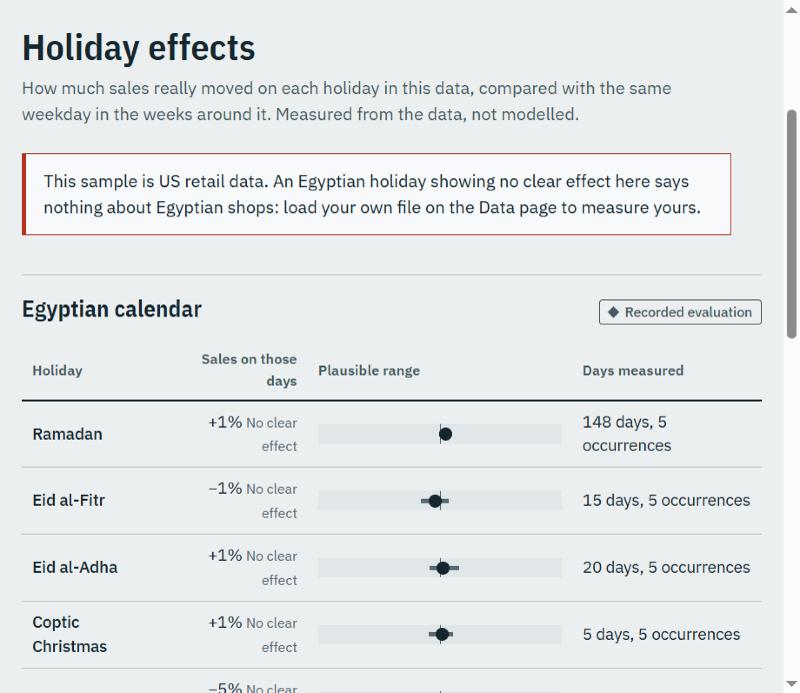 Holiday effects
How much sales really moved on each holiday in this data, compared with the same
weekday in the weeks around it. Measured from the data, not modelled.
This sample is US retail data. An Egyptian holiday showing no clear effect here says
nothing about Egyptian shops: load your own file on the Data page to measure yours.
Egyptian calendar
Recorded evaluation
Holiday
Sales on those
days
Plausible range
Days measured
Ramadan
+1% No clear
effect
148 days, 5
occurrences
Eid al-Fitr
−1% No clear
effect
15 days, 5 occurrences
Eid al-Adha
+1% No clear
effect
20 days, 5 occurrences
Coptic
Christmas
+1% No clear
effect
5 days, 5 occurrences
−5% No clear